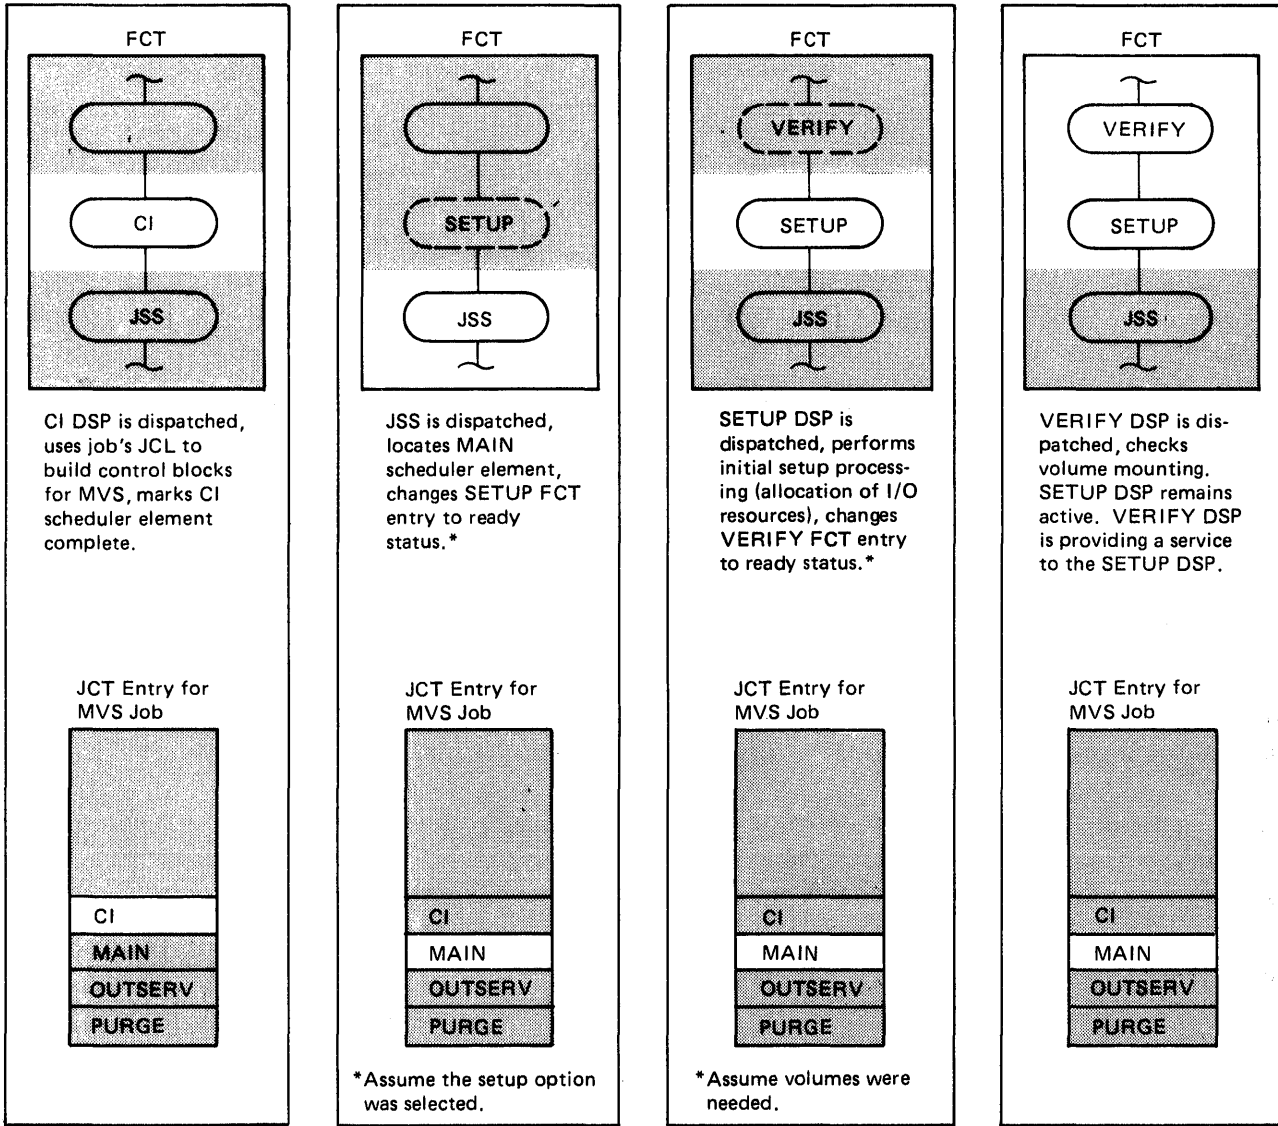 FCT
CI
JSS
CI DSP is dispatched,
uses job's JCL to
build control blocks
for MVS, marks CI
scheduler element
complete.
JCT Entry for
MVS Job
CI
MAIN
OUTSERV
PURGE
FCT
SETUP
JSS
JSS is dispatched,
locates MAIN
scheduler element,
changes SETUP FCT
entry to ready
status.*
JCT Entry for
MVS Job
CI
MAIN
OUTSERV
PURGE
*Assume the setup option
was selected.
FCT
VERIFY
SETUP
JSS
SETUP DSP is
dispatched, performs
initial setup process-
ing (allocation of I/O
resources), changes
VERIFY FCT entry
to ready status.*
JCT Entry for
MVS Job
CI
MAIN
OUTSERV
PURGE
*Assume volumes were
needed.
FCT
VERIFY
SETUP
JSS
VERIFY DSP is dis-
patched, checks
volume mounting.
SETUP DSP remains
active. VERIFY DSP
is providing a service
to the SETUP DSP.
JCT Entry for
MVS Job
CI
MAIN
OUTSERV
PURGE